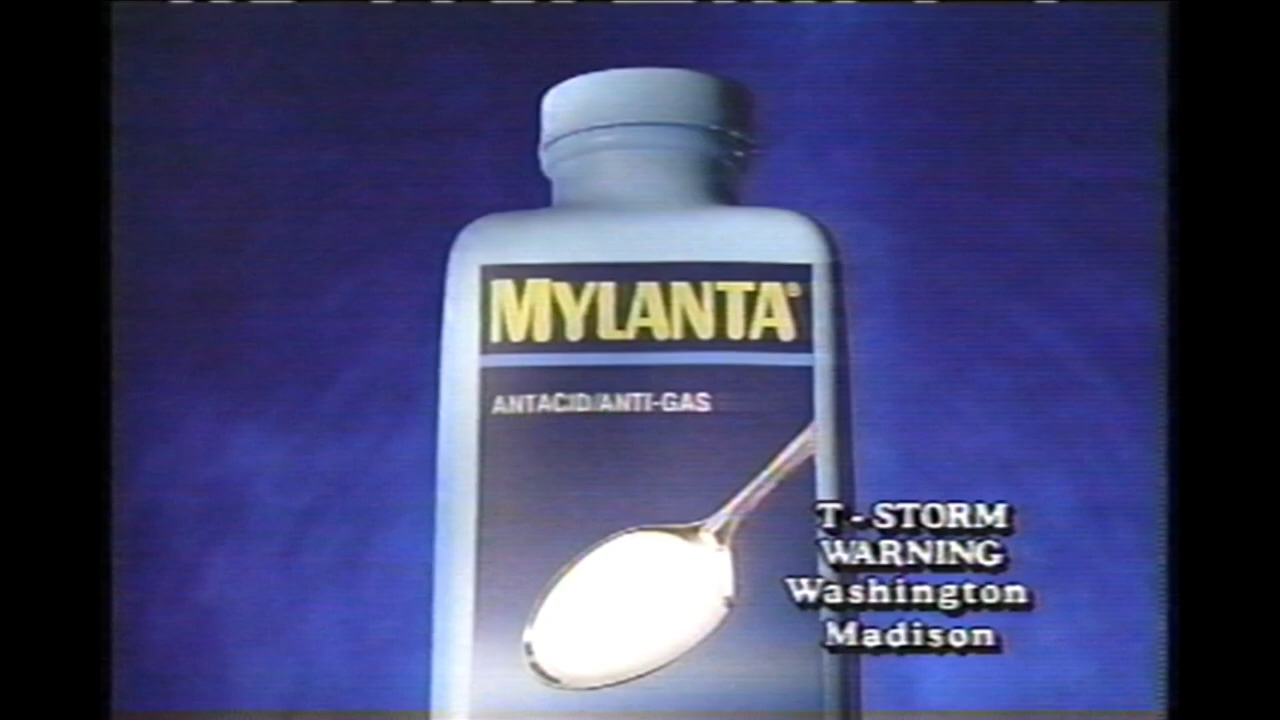 MYLANTA®
ANTACID/ANTI-GAS
T - STORM
WARNING
Washington
Madison